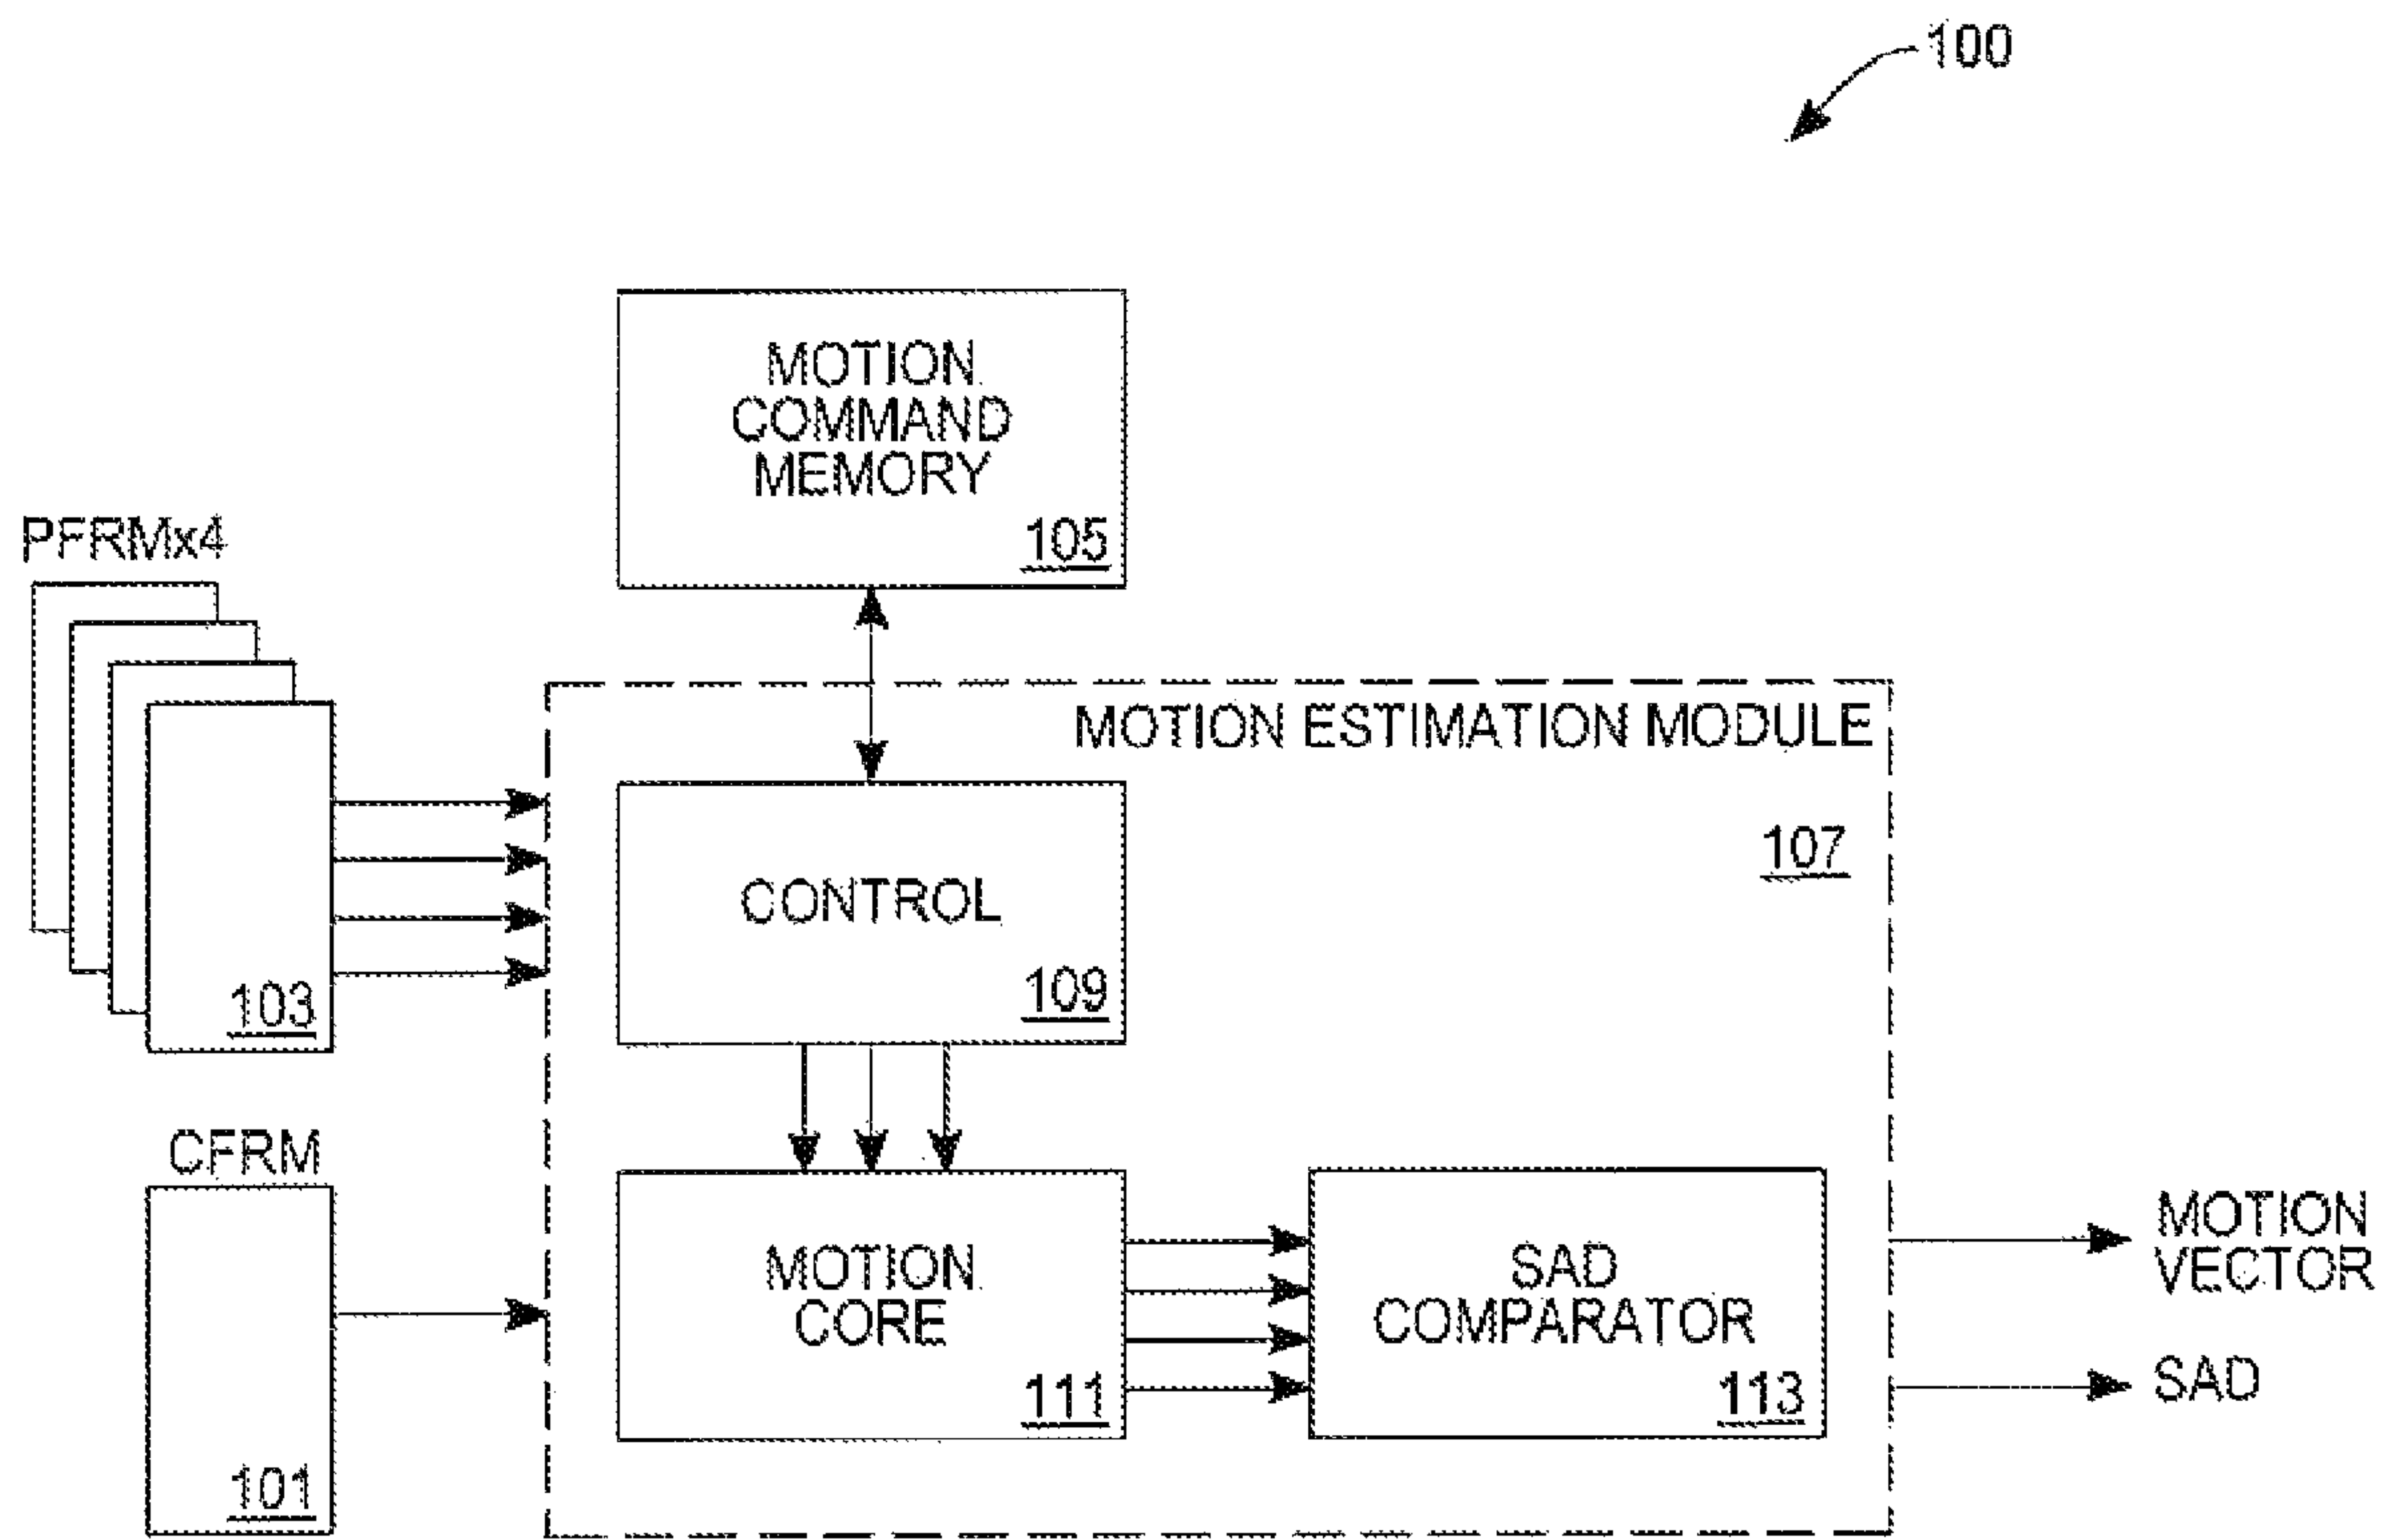 100
MOTION
COMMAND
MEMORY
105
PFRMx4
103
MOTION ESTIMATION MODULE
107
CONTROL
109
CFRM
101
MOTION
CORE
111
SAD
COMPARATOR
113
MOTION
VECTOR
SAD